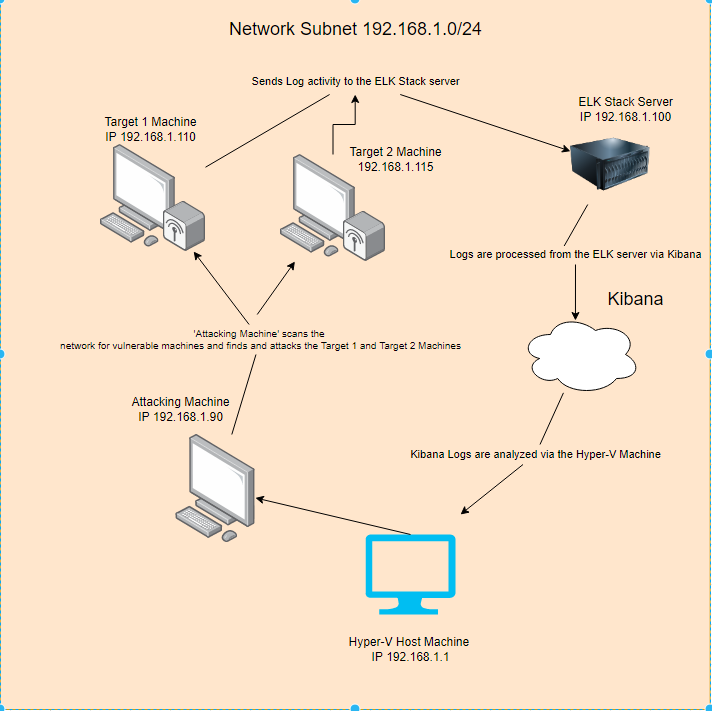 Network Subnet 192.168.1.0/24
Sends Log activity to the ELK Stack server
ELK Stack Server
IP 192.168.1.100
Target 1 Machine
IP 192.168.1.110
Target 2 Machine
192.168.1.115
Logs are processed from the ELK server via Kibana
Kibana
'Attacking Machine' scans the
network for vulnerable machines and finds and attacks the Target 1 and Target 2 Machines
Attacking Machine
IP 192.168.1.90
Kibana Logs are analyzed via the Hyper-V Machine
Hyper-V Host Machine
IP 192.168.1.1